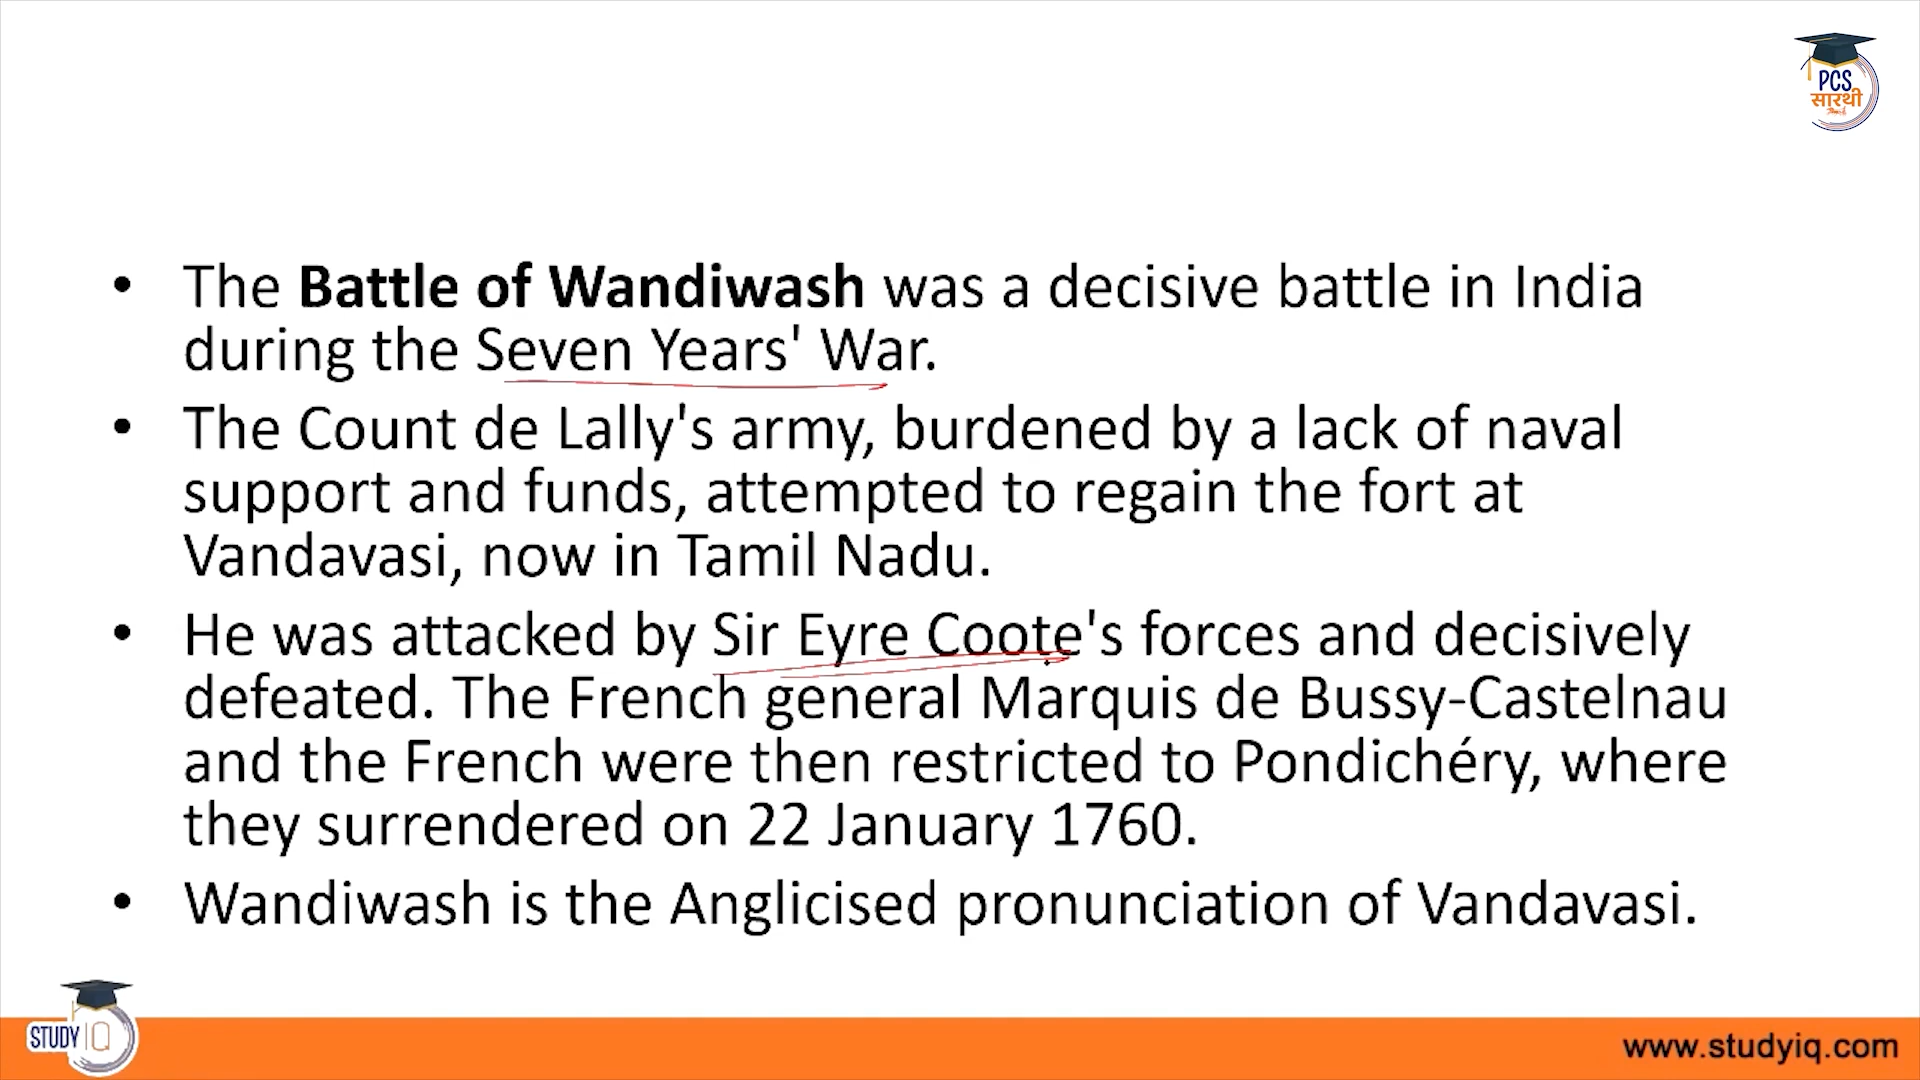 PCS
सारथी
• The Battle of Wandiwash was a decisive battle in India
during the Seven Years' War.
• The Count de Lally's army, burdened by a lack of naval
support and funds, attempted to regain the fort at
Vandavasi, now in Tamil Nadu.
• He was attacked by Sir Eyre Coote's forces and decisively
defeated. The French general Marquis de Bussy-Castelnau
and the French were then restricted to Pondichéry, where
they surrendered on 22 January 1760.
• Wandiwash is the Anglicised pronunciation of Vandavasi.
STUDY IQ
www.studyiq.com